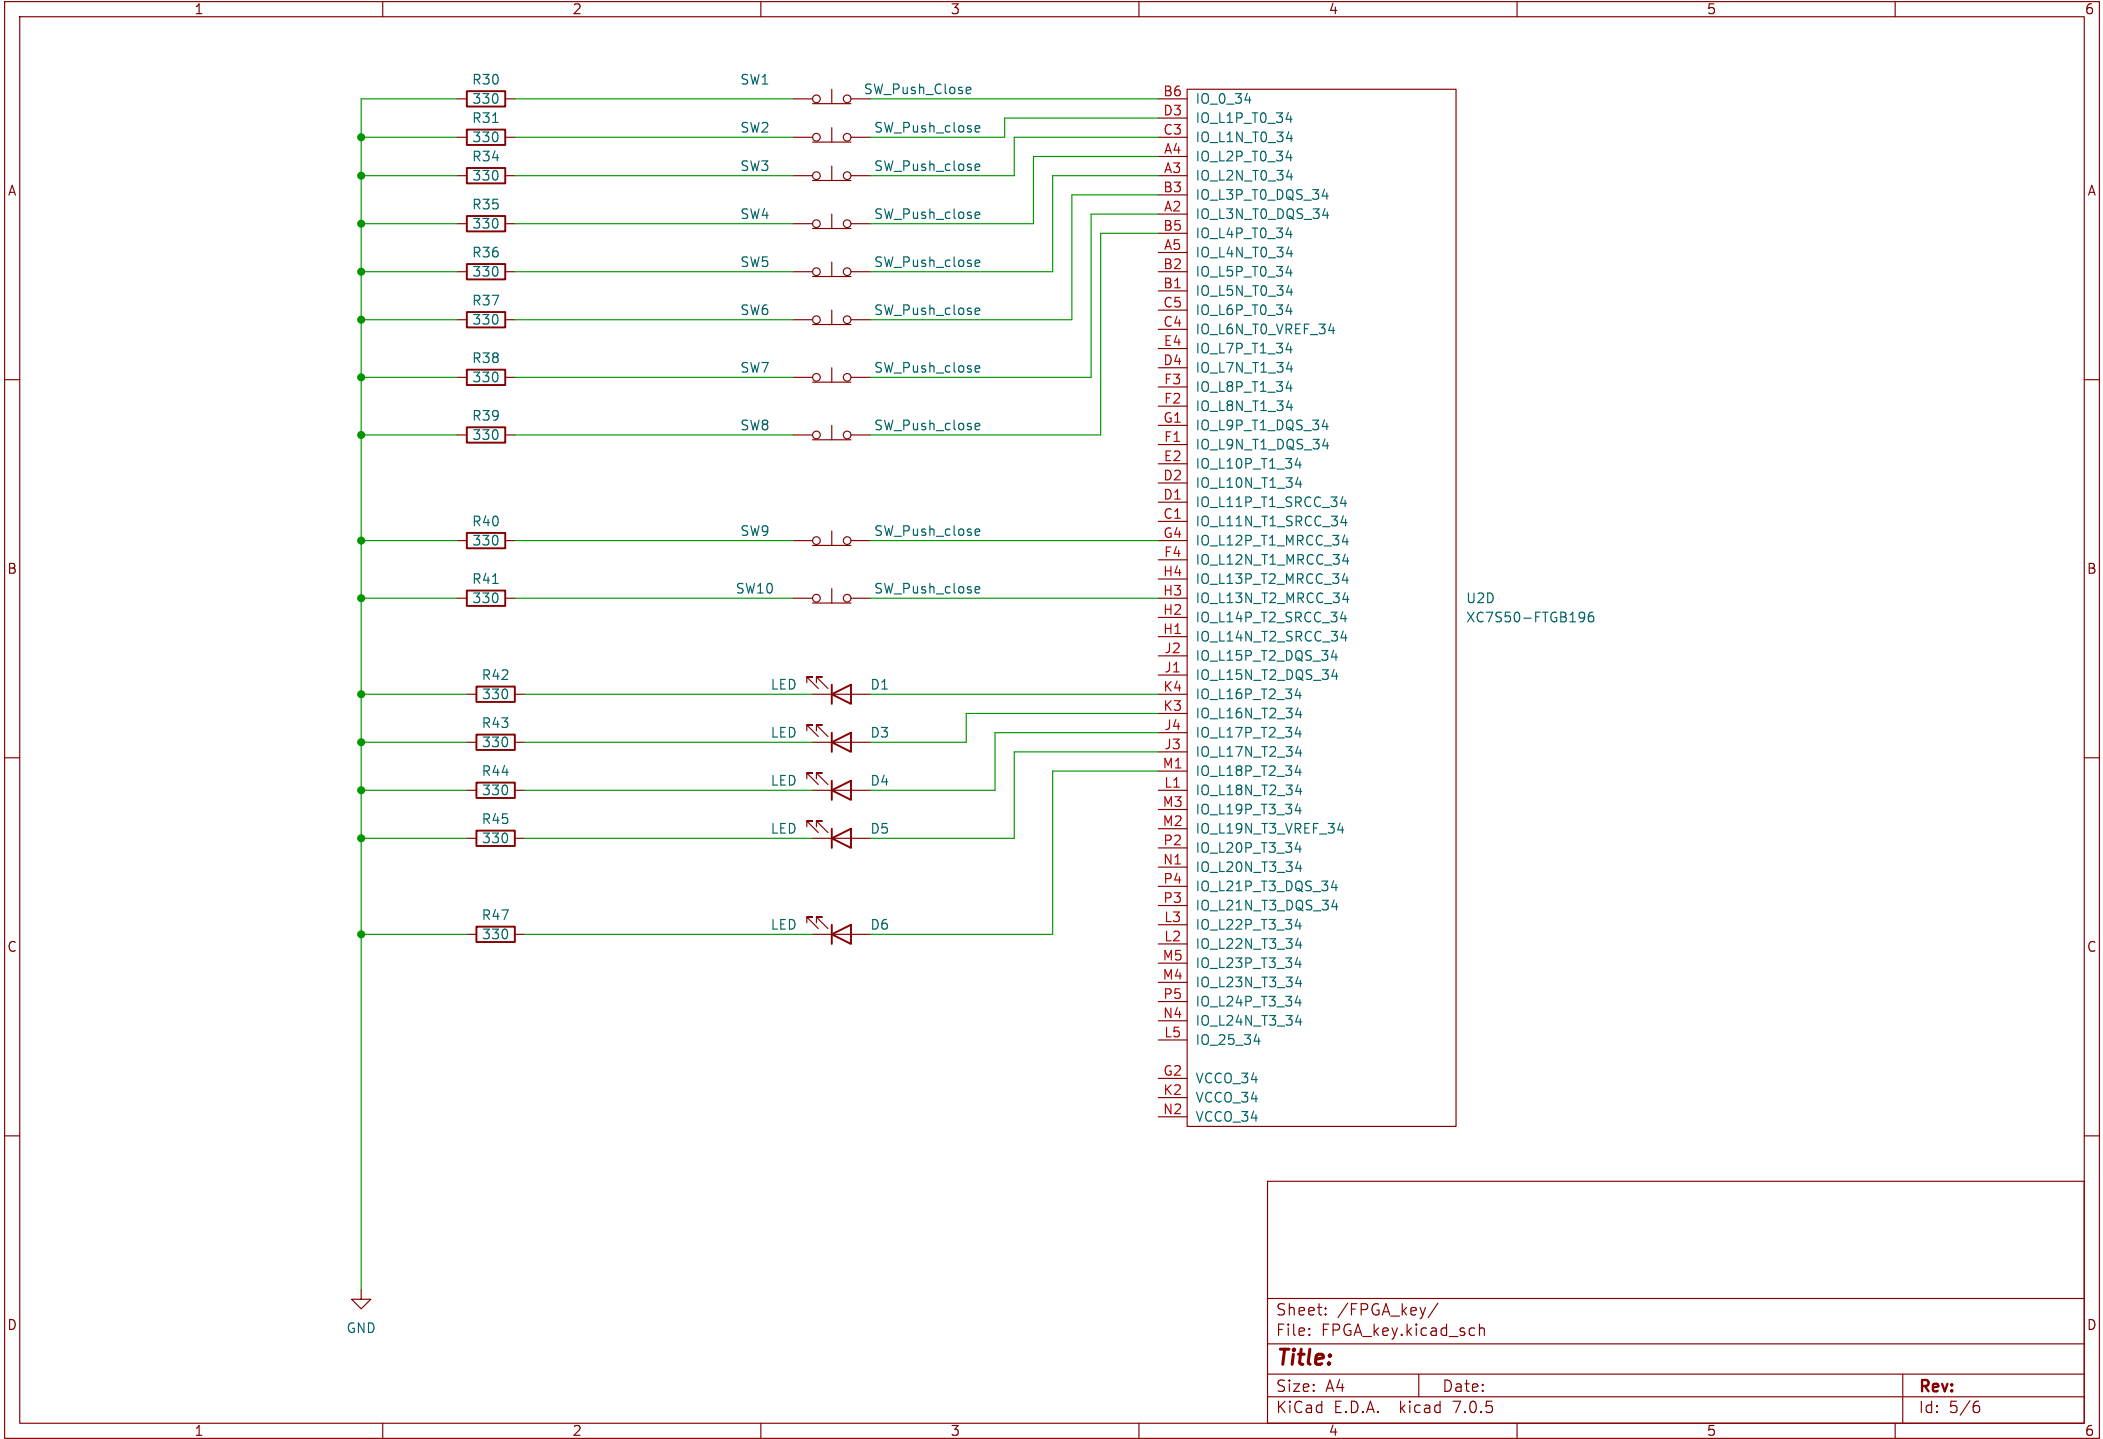 1 2 3 4 5 6
A A
B B
C C
D D
R30
330
SW1
SW_Push_Close
R31
330
SW2
SW_Push_close
R34
330
SW3
SW_Push_close
R35
330
SW4
SW_Push_close
R36
330
SW5
SW_Push_close
R37
330
SW6
SW_Push_close
R38
330
SW7
SW_Push_close
R39
330
SW8
SW_Push_close
R40
330
SW9
SW_Push_close
R41
330
SW10
SW_Push_close
R42
330
LED
D1
R43
330
LED
D3
R44
330
LED
D4
R45
330
LED
D5
R47
330
LED
D6
GND
B6 IO_0_34
D3 IO_L1P_T0_34
C3 IO_L1N_T0_34
A4 IO_L2P_T0_34
A3 IO_L2N_T0_34
B3 IO_L3P_T0_DQS_34
A2 IO_L3N_T0_DQS_34
B5 IO_L4P_T0_34
A5 IO_L4N_T0_34
B2 IO_L5P_T0_34
B1 IO_L5N_T0_34
C5 IO_L6P_T0_34
C4 IO_L6N_T0_VREF_34
E4 IO_L7P_T1_34
D4 IO_L7N_T1_34
F3 IO_L8P_T1_34
F2 IO_L8N_T1_34
G1 IO_L9P_T1_DQS_34
F1 IO_L9N_T1_DQS_34
E2 IO_L10P_T1_34
D2 IO_L10N_T1_34
D1 IO_L11P_T1_SRCC_34
C1 IO_L11N_T1_SRCC_34
G4 IO_L12P_T1_MRCC_34
F4 IO_L12N_T1_MRCC_34
H4 IO_L13P_T2_MRCC_34
H3 IO_L13N_T2_MRCC_34
H2 IO_L14P_T2_SRCC_34
H1 IO_L14N_T2_SRCC_34
J2 IO_L15P_T2_DQS_34
J1 IO_L15N_T2_DQS_34
K4 IO_L16P_T2_34
K3 IO_L16N_T2_34
J4 IO_L17P_T2_34
J3 IO_L17N_T2_34
M1 IO_L18P_T2_34
L1 IO_L18N_T2_34
M3 IO_L19P_T3_34
M2 IO_L19N_T3_VREF_34
P2 IO_L20P_T3_34
N1 IO_L20N_T3_34
P4 IO_L21P_T3_DQS_34
P3 IO_L21N_T3_DQS_34
L3 IO_L22P_T3_34
L2 IO_L22N_T3_34
M5 IO_L23P_T3_34
M4 IO_L23N_T3_34
P5 IO_L24P_T3_34
N4 IO_L24N_T3_34
L5 IO_25_34
G2 VCCO_34
K2 VCCO_34
N2 VCCO_34
U2D
XC7S50-FTGB196
Sheet: /FPGA_key/
File: FPGA_key.kicad_sch
Title:
Size: A4 Date: Rev:
KiCad E.D.A. kicad 7.0.5 Id: 5/6
1 2 3 4 5 6